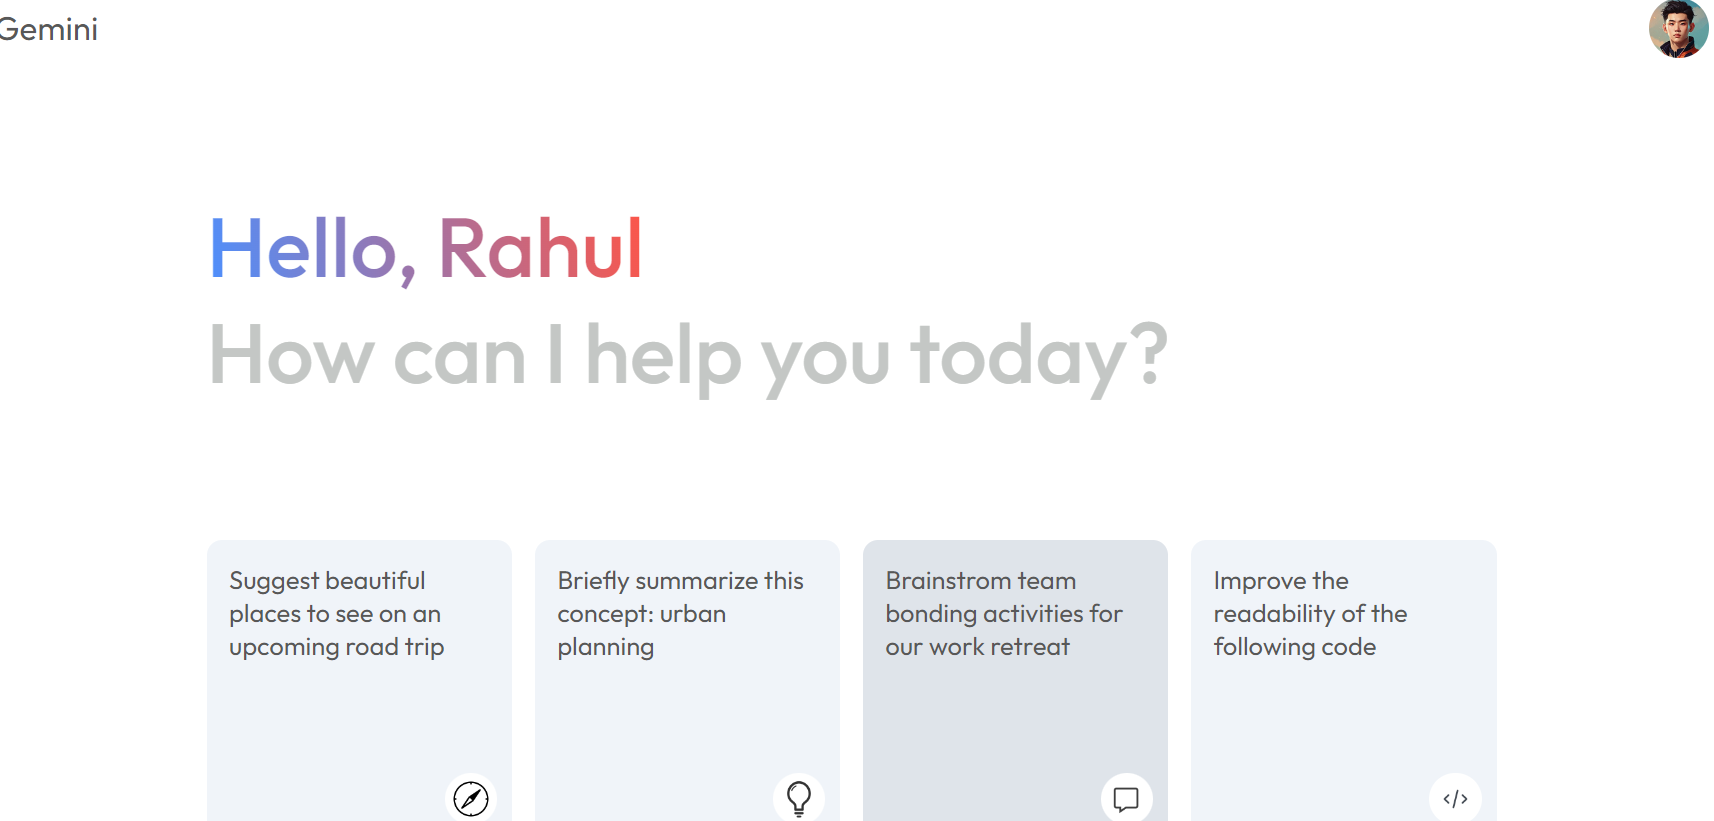 Gemini
Hello, Rahul
How can I help you today?
Suggest beautiful
places to see on an
upcoming road trip
Briefly summarize this
concept: urban
planning
Brainstrom team
bonding activities for
our work retreat
Improve the
readability of the
following code